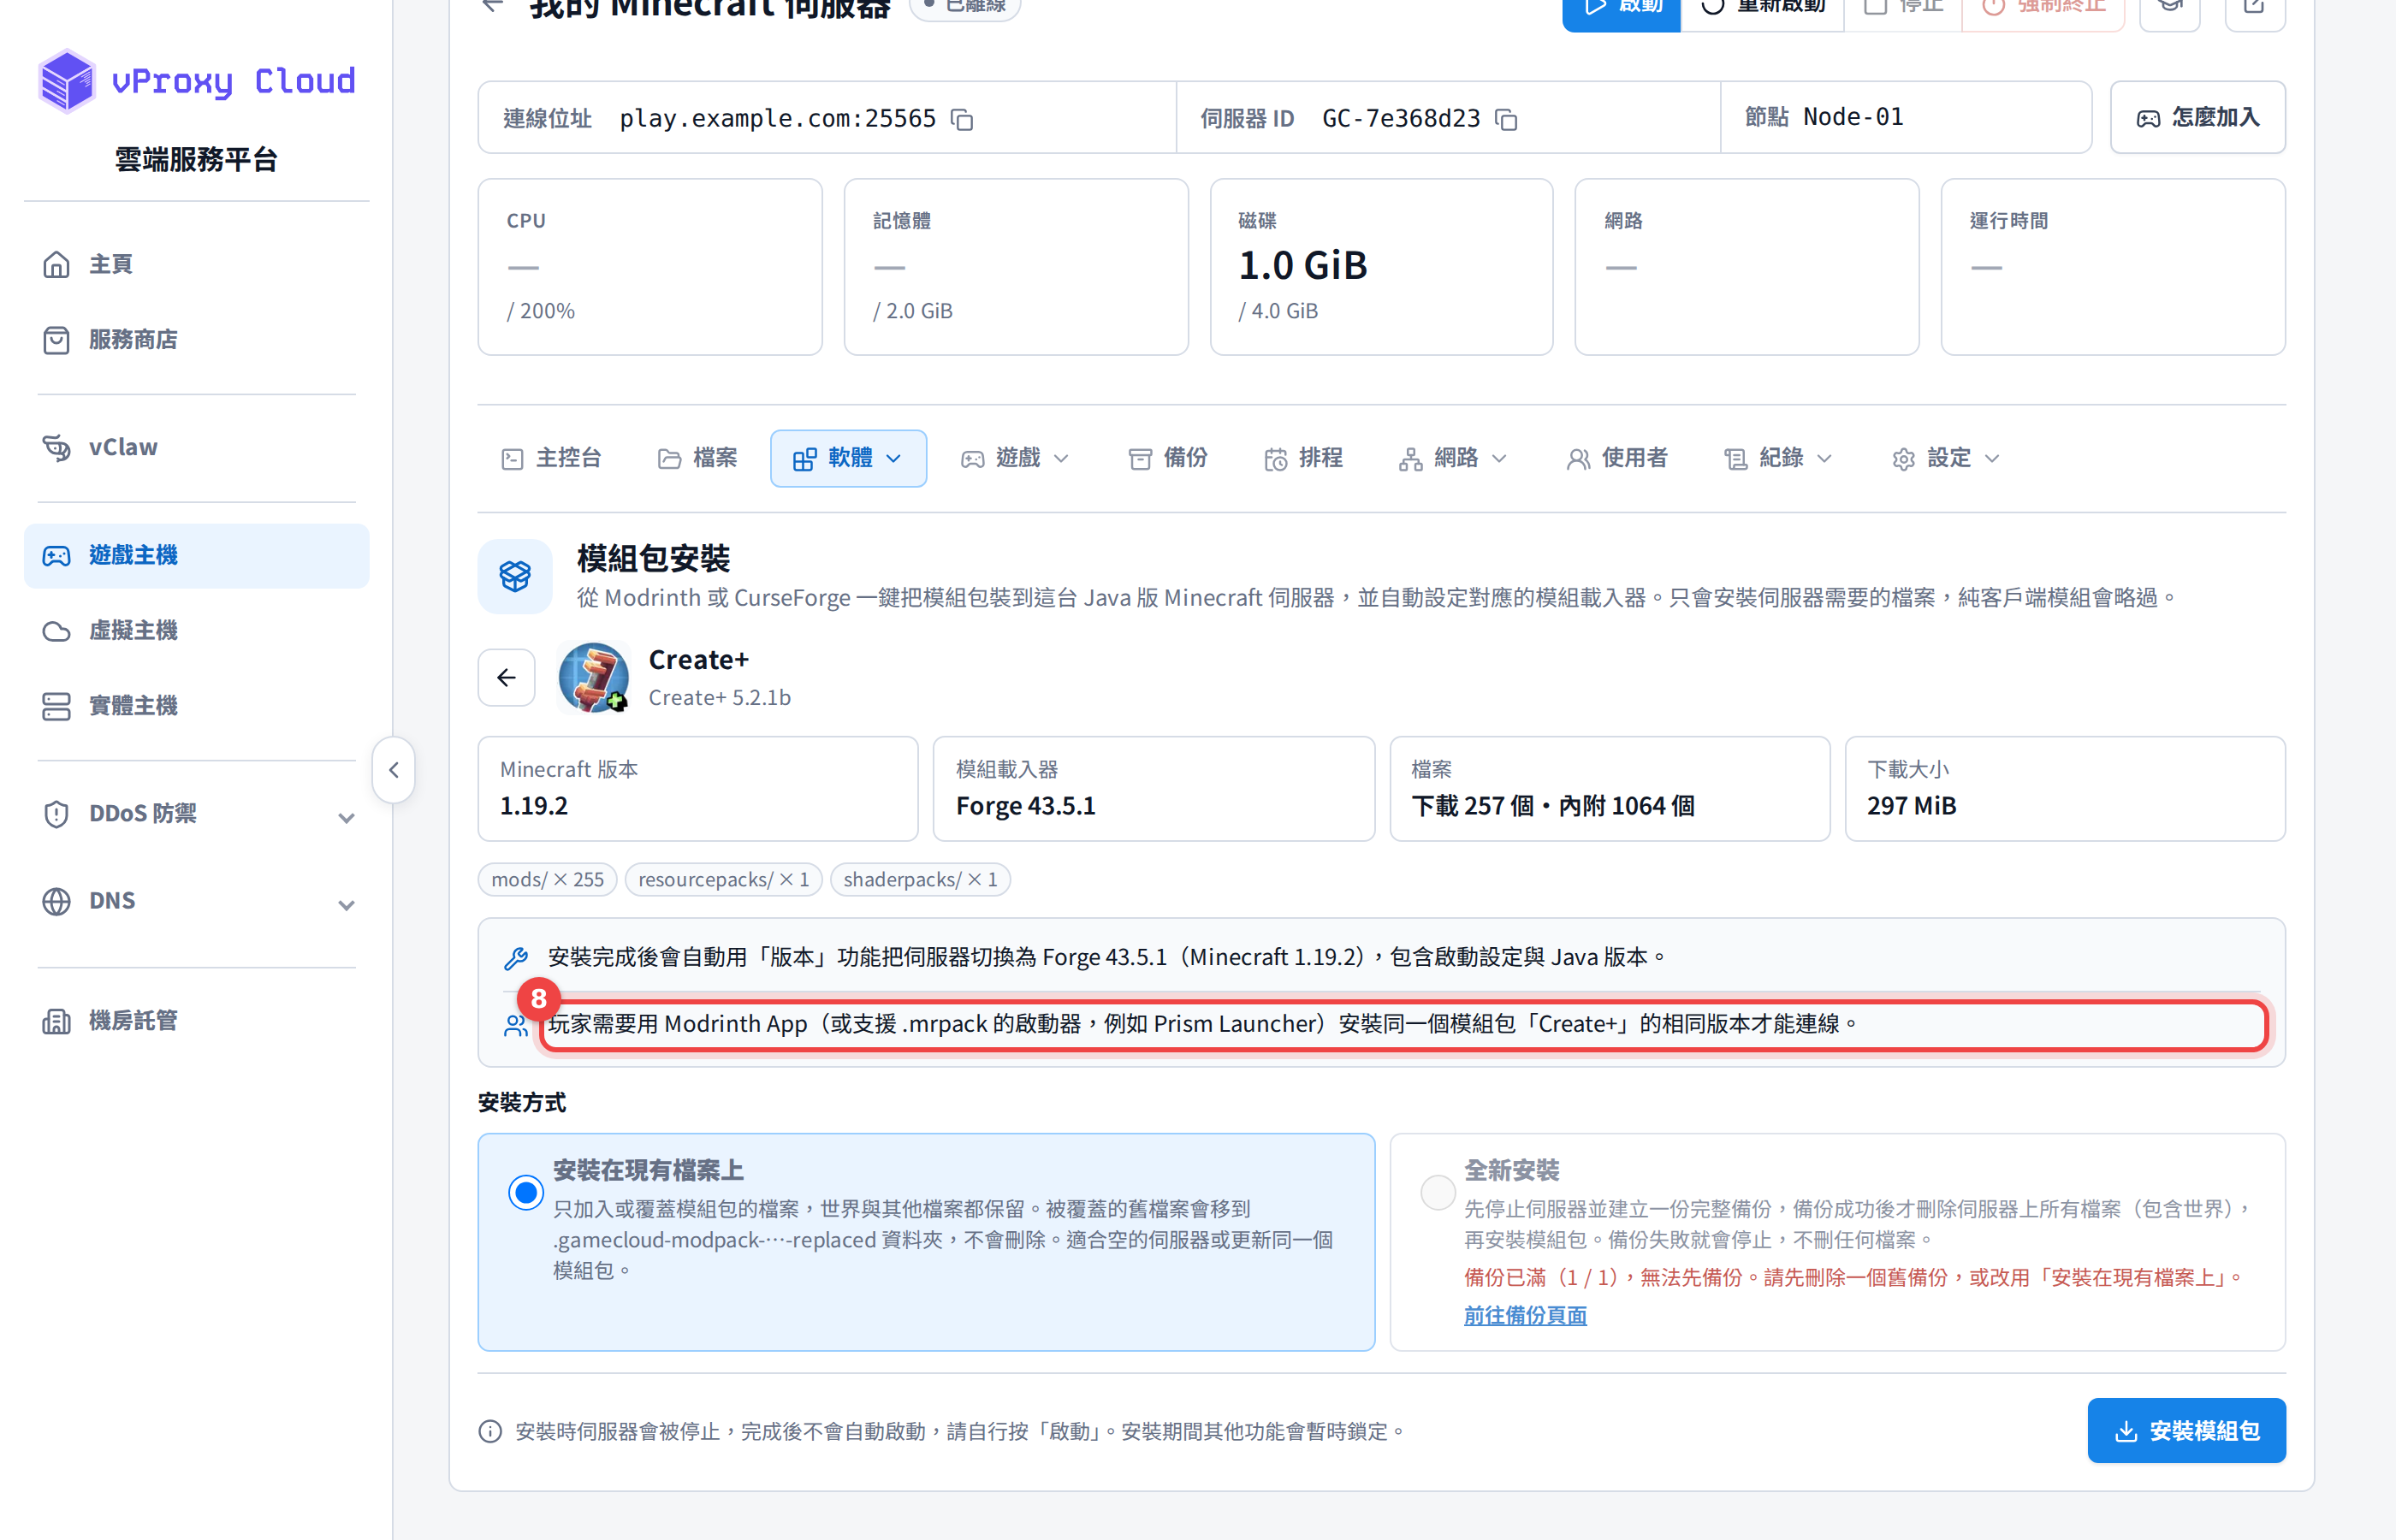 vProxy Cloud
雲端服務平台
主頁
服務商店
vClaw
遊戲主機
虛擬主機
實體主機
DDoS 防禦
DNS
機房託管
我的 Minecraft 伺服器
已離線
啟動
重新啟動
停止
強制終止
連線位址 play.example.com:25565
伺服器 ID GC-7e368d23
節點 Node-01
怎麼加入
CPU
—
/ 200%
記憶體
—
/ 2.0 GiB
磁碟
1.0 GiB
/ 4.0 GiB
網路
—
運行時間
—
主控台
檔案
軟體
遊戲
備份
排程
網路
使用者
紀錄
設定
模組包安裝
從 Modrinth 或 CurseForge 一鍵把模組包裝到這台 Java 版 Minecraft 伺服器，並自動設定對應的模組載入器。只會安裝伺服器需要的檔案，純客戶端模組會略過。
Create+
Create+ 5.2.1b
Minecraft 版本
1.19.2
模組載入器
Forge 43.5.1
檔案
下載 257 個・內附 1064 個
下載大小
297 MiB
mods/ × 255
resourcepacks/ × 1
shaderpacks/ × 1
安裝完成後會自動用「版本」功能把伺服器切換為 Forge 43.5.1（Minecraft 1.19.2），包含啟動設定與 Java 版本。
8
玩家需要用 Modrinth App（或支援 .mrpack 的啟動器，例如 Prism Launcher）安裝同一個模組包「Create+」的相同版本才能連線。
安裝方式
安裝在現有檔案上
只加入或覆蓋模組包的檔案，世界與其他檔案都保留。被覆蓋的舊檔案會移到
.gamecloud-modpack-…-replaced 資料夾，不會刪除。適合空的伺服器或更新同一個
模組包。
全新安裝
先停止伺服器並建立一份完整備份，備份成功後才刪除伺服器上所有檔案（包含世界），
再安裝模組包。備份失敗就會停止，不刪任何檔案。
備份已滿（1 / 1），無法先備份。請先刪除一個舊備份，或改用「安裝在現有檔案上」。
前往備份頁面
安裝時伺服器會被停止，完成後不會自動啟動，請自行按「啟動」。安裝期間其他功能會暫時鎖定。
安裝模組包